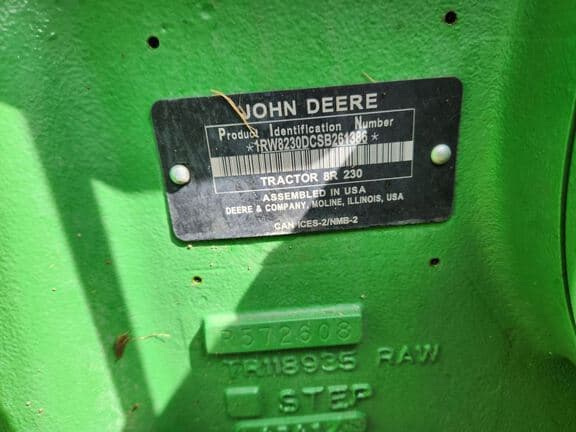 JOHN DEERE
Product Identification Number
*1RW8230DCSB261386*
TRACTOR 8R 230
ASSEMBLED IN USA
DEERE & COMPANY, MOLINE, ILLINOIS, USA
CAN ICES-2/NMB-2
R572608
TR118935 RAW
STEP